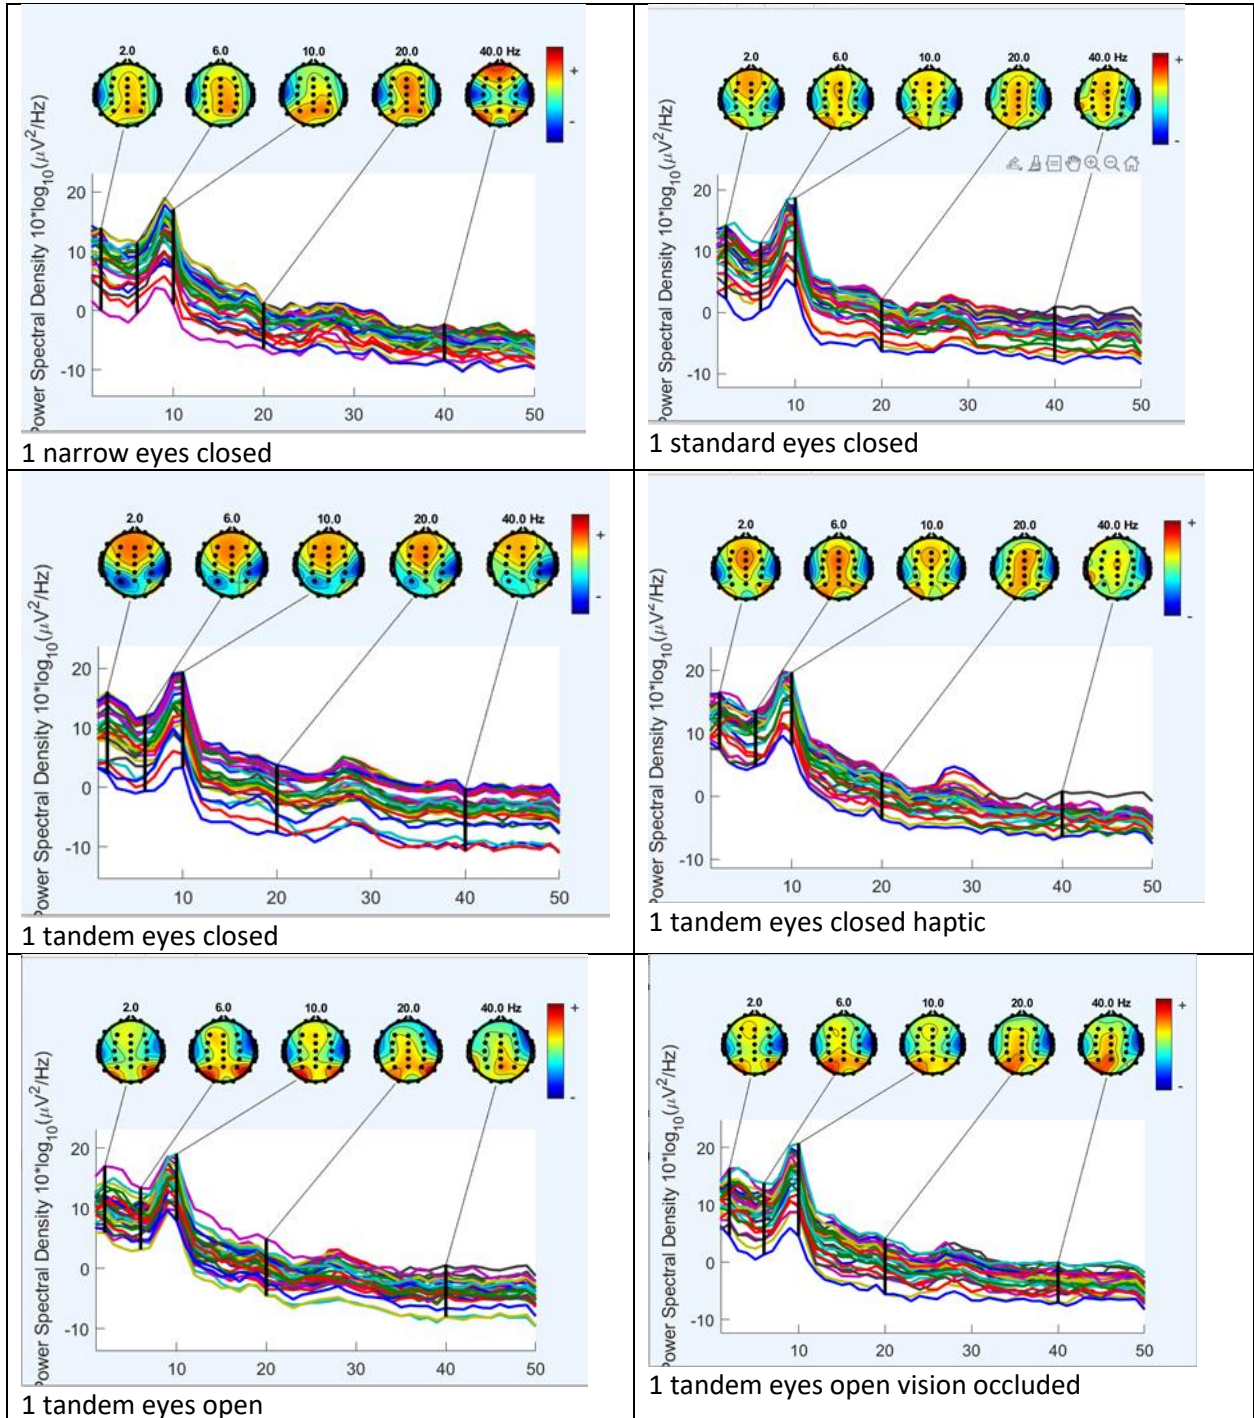 2.0 6.0 10.0 20.0 40.0 Hz
+
-
Power Spectral Density 10*log10(μV2/Hz)
20
10
0
-10
10 20 30 40 50
1 narrow eyes closed
2.0 6.0 10.0 20.0 40.0 Hz
+
-
Power Spectral Density 10*log10(μV2/Hz)
20
10
0
-10
10 20 30 40 50
1 standard eyes closed
2.0 6.0 10.0 20.0 40.0 Hz
+
-
Power Spectral Density 10*log10(μV2/Hz)
20
10
0
-10
10 20 30 40 50
1 tandem eyes closed
2.0 6.0 10.0 20.0 40.0 Hz
+
-
Power Spectral Density 10*log10(μV2/Hz)
20
10
0
-10
10 20 30 40 50
1 tandem eyes closed haptic
2.0 6.0 10.0 20.0 40.0 Hz
+
-
Power Spectral Density 10*log10(μV2/Hz)
20
10
0
-10
10 20 30 40 50
1 tandem eyes open
2.0 6.0 10.0 20.0 40.0 Hz
+
-
Power Spectral Density 10*log10(μV2/Hz)
20
10
0
-10
10 20 30 40 50
1 tandem eyes open vision occluded